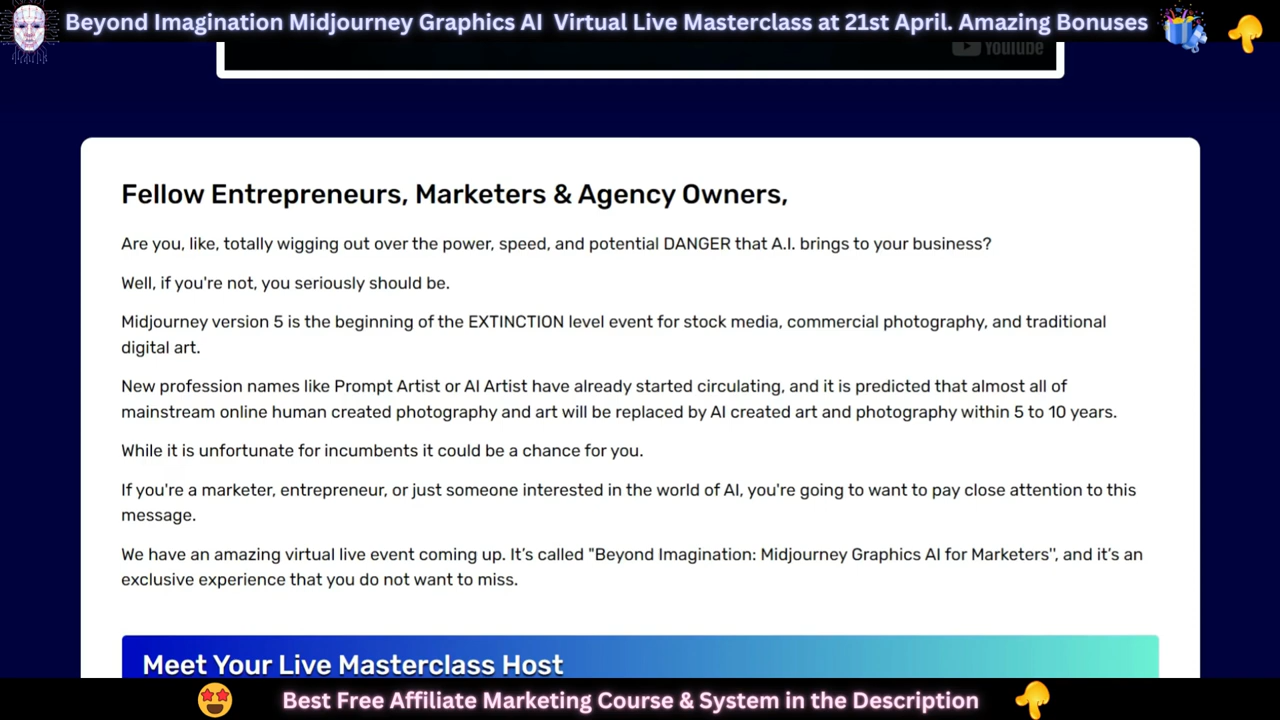 Beyond Imagination Midjourney Graphics AI Virtual Live Masterclass at 21st April. Amazing Bonuses
YouTube
Fellow Entrepreneurs, Marketers & Agency Owners,
Are you, like, totally wigging out over the power, speed, and potential DANGER that A.I. brings to your business?
Well, if you're not, you seriously should be.
Midjourney version 5 is the beginning of the EXTINCTION level event for stock media, commercial photography, and traditional
digital art.
New profession names like Prompt Artist or AI Artist have already started circulating, and it is predicted that almost all of
mainstream online human created photography and art will be replaced by AI created art and photography within 5 to 10 years.
While it is unfortunate for incumbents it could be a chance for you.
If you're a marketer, entrepreneur, or just someone interested in the world of AI, you're going to want to pay close attention to this
message.
We have an amazing virtual live event coming up. It’s called "Beyond Imagination: Midjourney Graphics AI for Marketers'', and it’s an
exclusive experience that you do not want to miss.
Meet Your Live Masterclass Host
Best Free Affiliate Marketing Course & System in the Description